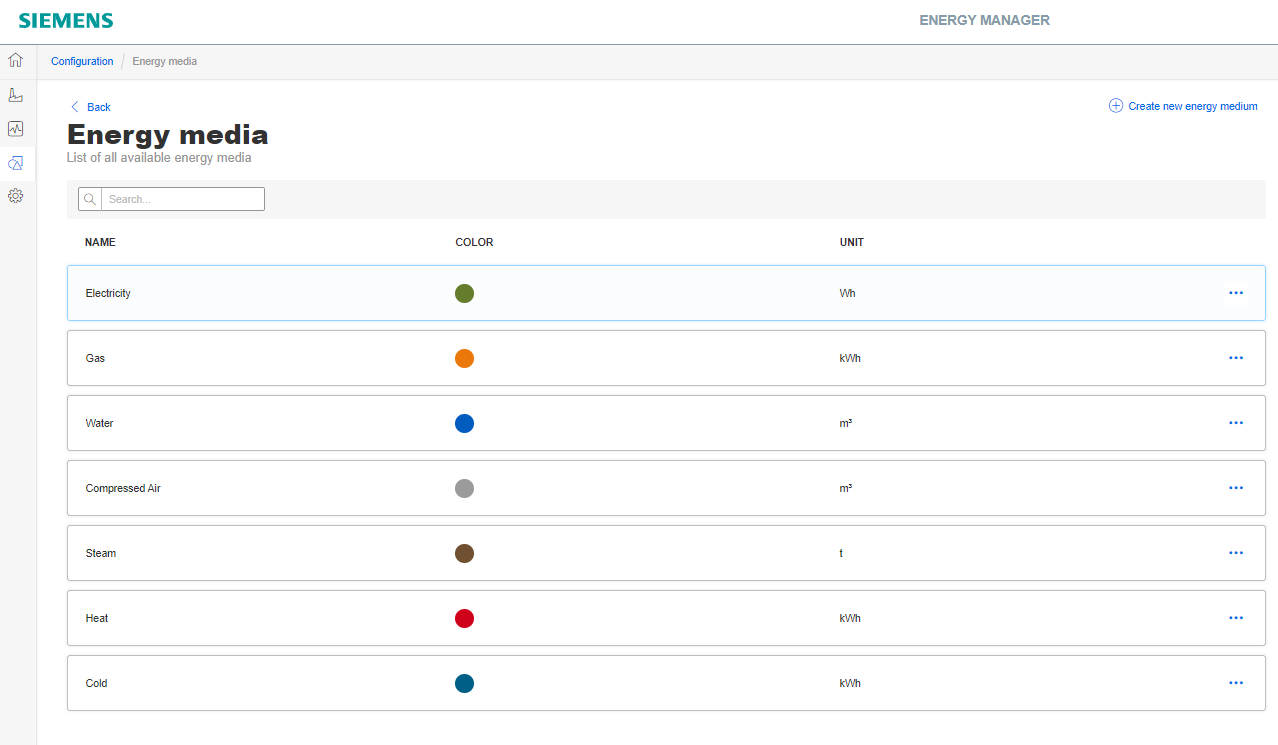 SIEMENS
ENERGY MANAGER
Configuration / Energy media
Back
Create new energy medium
Energy media
List of all available energy media
Search...
NAME COLOR UNIT
Electricity Wh
Gas kWh
Water m³
Compressed Air m³
Steam t
Heat kWh
Cold kWh